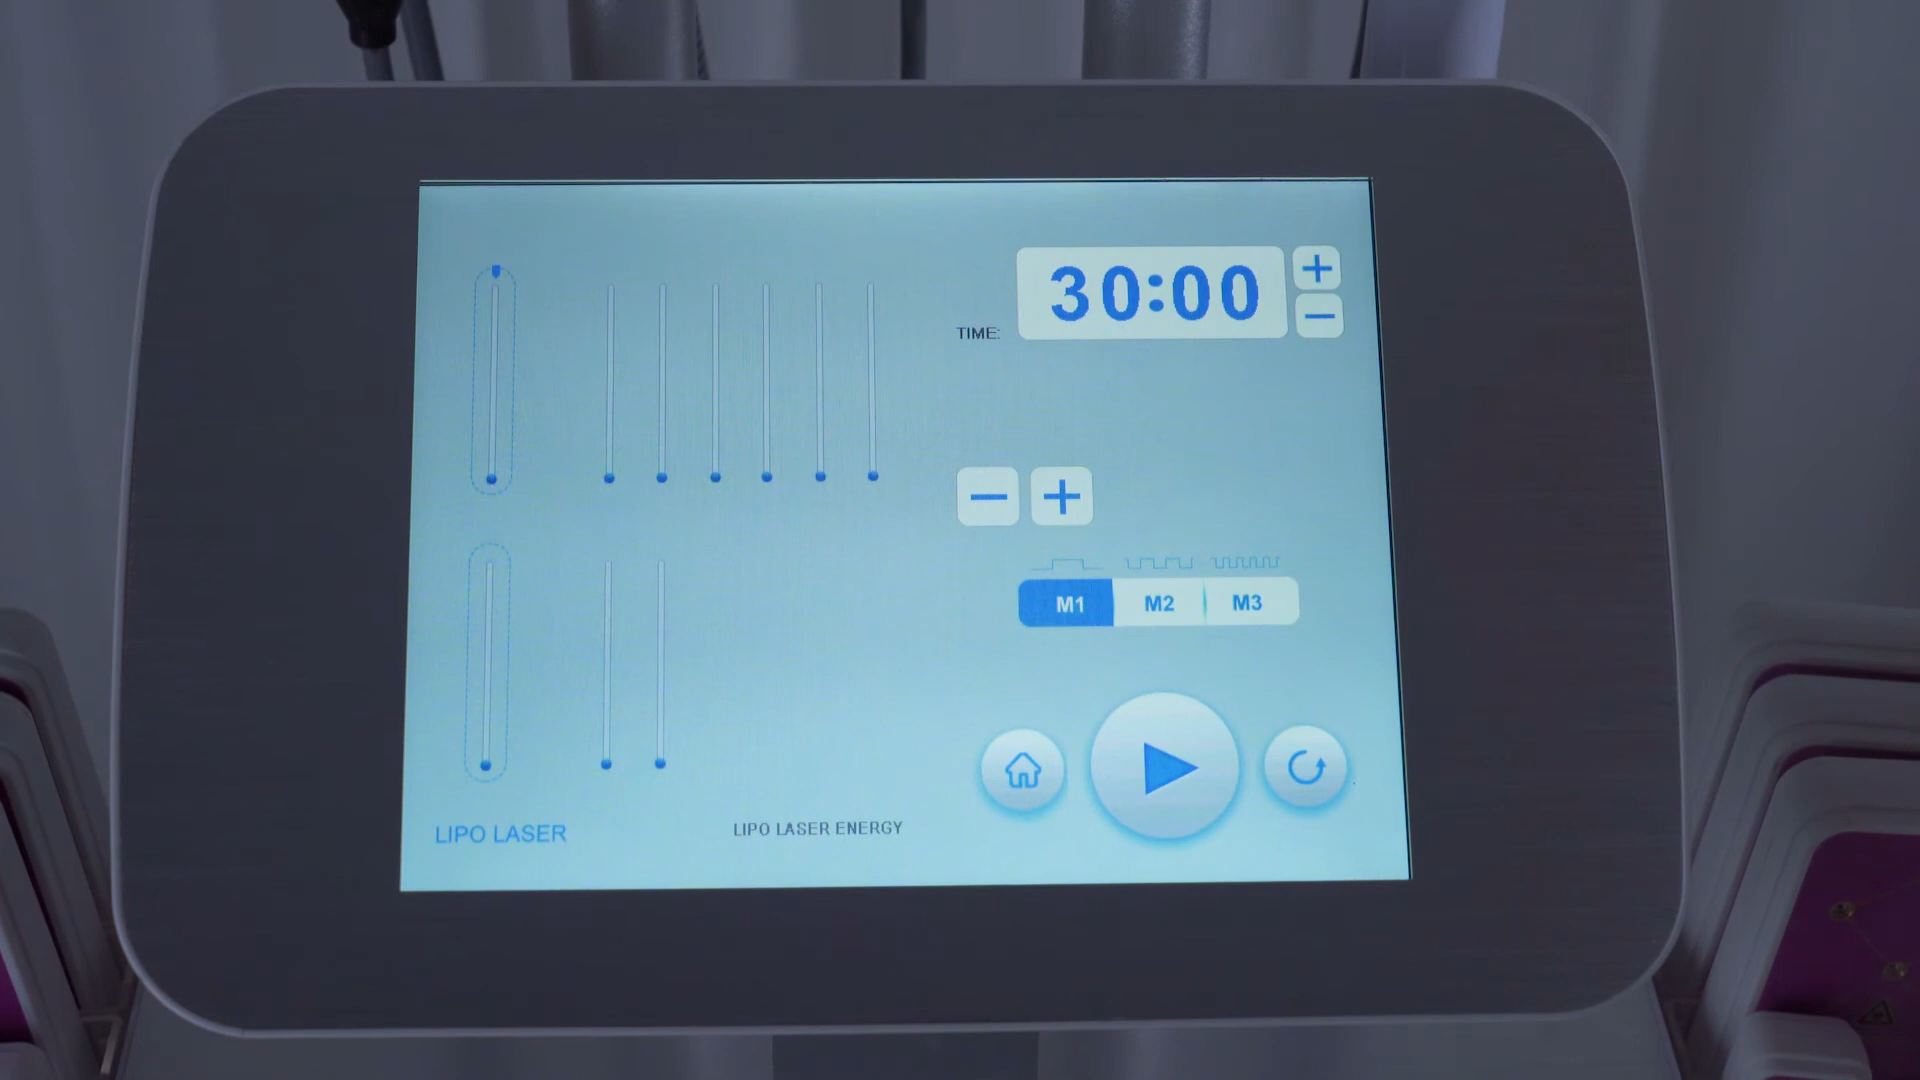 30:00
TIME:
M1 M2 M3
LIPO LASER
LIPO LASER ENERGY